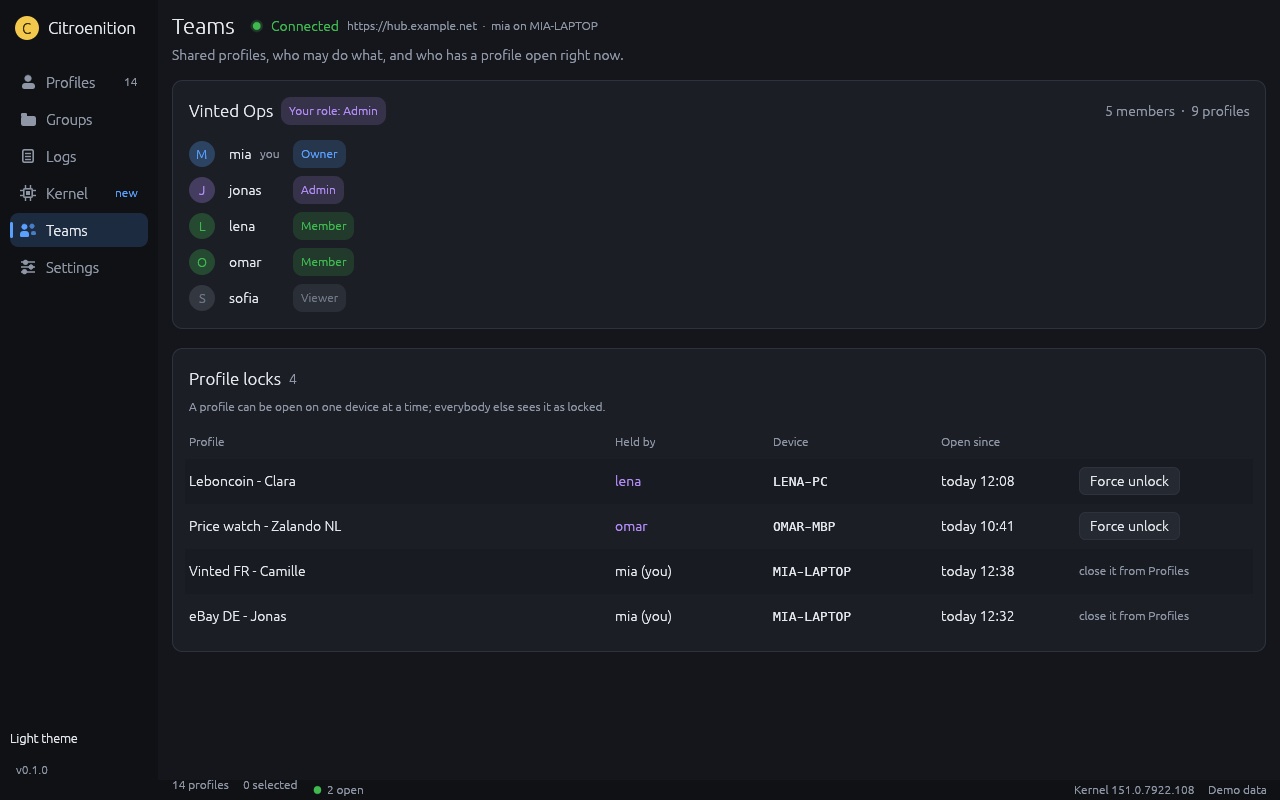 C Citroenition
Profiles 14
Groups
Logs
Kernel new
Teams
Settings
Light theme
v0.1.0
Teams Connected https://hub.example.net · mia on MIA-LAPTOP
Shared profiles, who may do what, and who has a profile open right now.
Vinted Ops Your role: Admin 5 members · 9 profiles
M mia you Owner
J jonas Admin
L lena Member
O omar Member
S sofia Viewer
Profile locks 4
A profile can be open on one device at a time; everybody else sees it as locked.
Profile Held by Device Open since
Leboncoin - Clara lena LENA-PC today 12:08 Force unlock
Price watch - Zalando NL omar OMAR-MBP today 10:41 Force unlock
Vinted FR - Camille mia (you) MIA-LAPTOP today 12:38 close it from Profiles
eBay DE - Jonas mia (you) MIA-LAPTOP today 12:32 close it from Profiles
14 profiles 0 selected 2 open Kernel 151.0.7922.108 Demo data